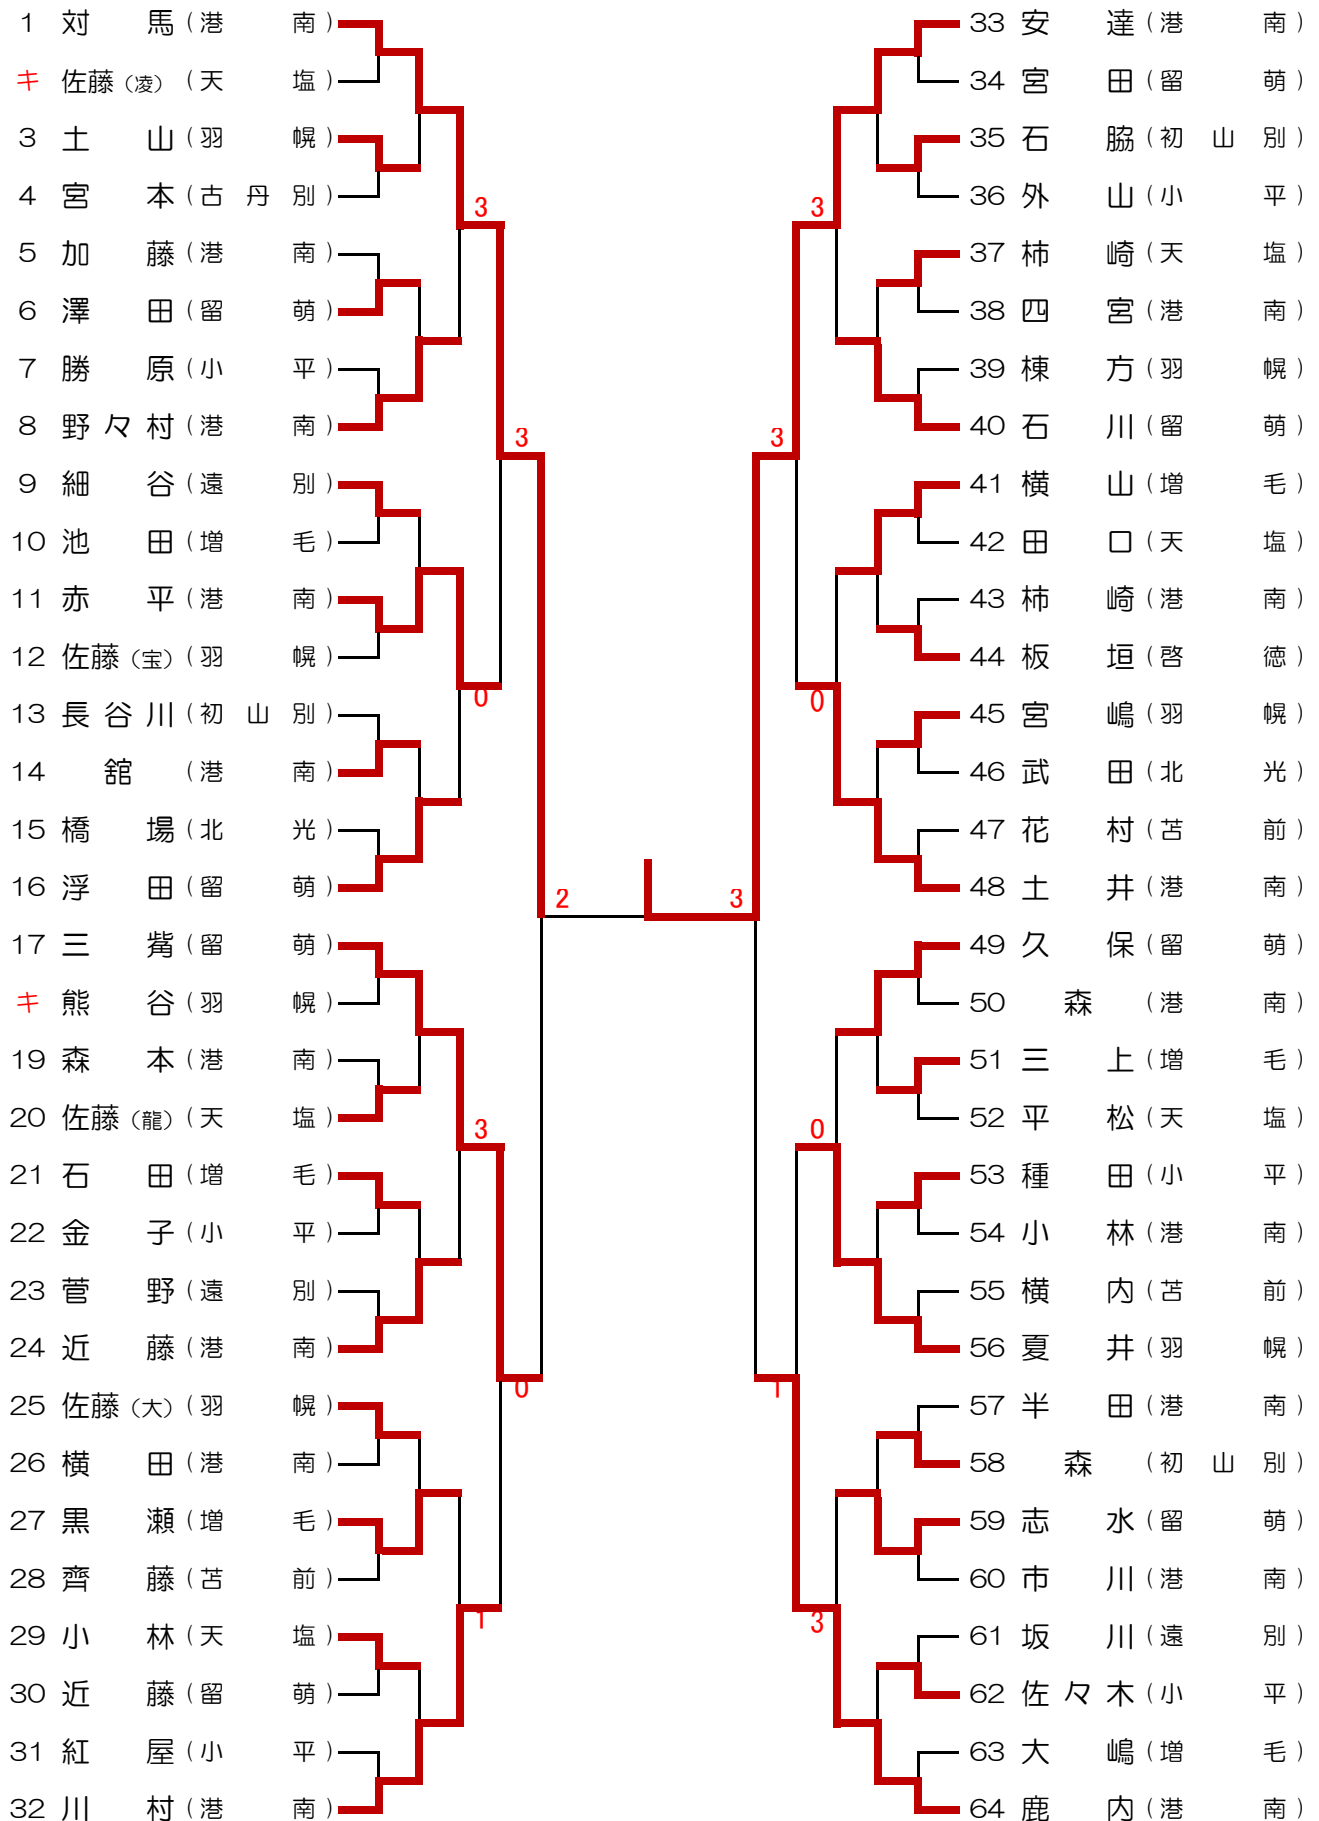 1 対馬（港南）
キ 佐藤（凌）（天塩）
3 土山（羽幌）
4 宮本（古丹別）
5 加藤（港南）
6 澤田（留萌）
7 勝原（小平）
8 野々村（港南）
9 細谷（遠別）
10 池田（増毛）
11 赤平（港南）
12 佐藤（宝）（羽幌）
13 長谷川（初山別）
14 舘（港南）
15 橋場（北光）
16 浮田（留萌）
17 三觜（留萌）
キ 熊谷（羽幌）
19 森本（港南）
20 佐藤（龍）（天塩）
21 石田（増毛）
22 金子（小平）
23 菅野（遠別）
24 近藤（港南）
25 佐藤（大）（羽幌）
26 横田（港南）
27 黒瀬（増毛）
28 齊藤（苫前）
29 小林（天塩）
30 近藤（留萌）
31 紅屋（小平）
32 川村（港南）
3
0
3
1
3
0
2
3
3
1
3
0
0
3
33 安達（港南）
34 宮田（留萌）
35 石脇（初山別）
36 外山（小平）
37 柿崎（天塩）
38 四宮（港南）
39 棟方（羽幌）
40 石川（留萌）
41 横山（増毛）
42 田口（天塩）
43 柿崎（港南）
44 板垣（啓徳）
45 宮嶋（羽幌）
46 武田（北光）
47 花村（苫前）
48 土井（港南）
49 久保（留萌）
50 森（港南）
51 三上（増毛）
52 平松（天塩）
53 種田（小平）
54 小林（港南）
55 横内（苫前）
56 夏井（羽幌）
57 半田（港南）
58 森（初山別）
59 志水（留萌）
60 市川（港南）
61 坂川（遠別）
62 佐々木（小平）
63 大嶋（増毛）
64 鹿内（港南）